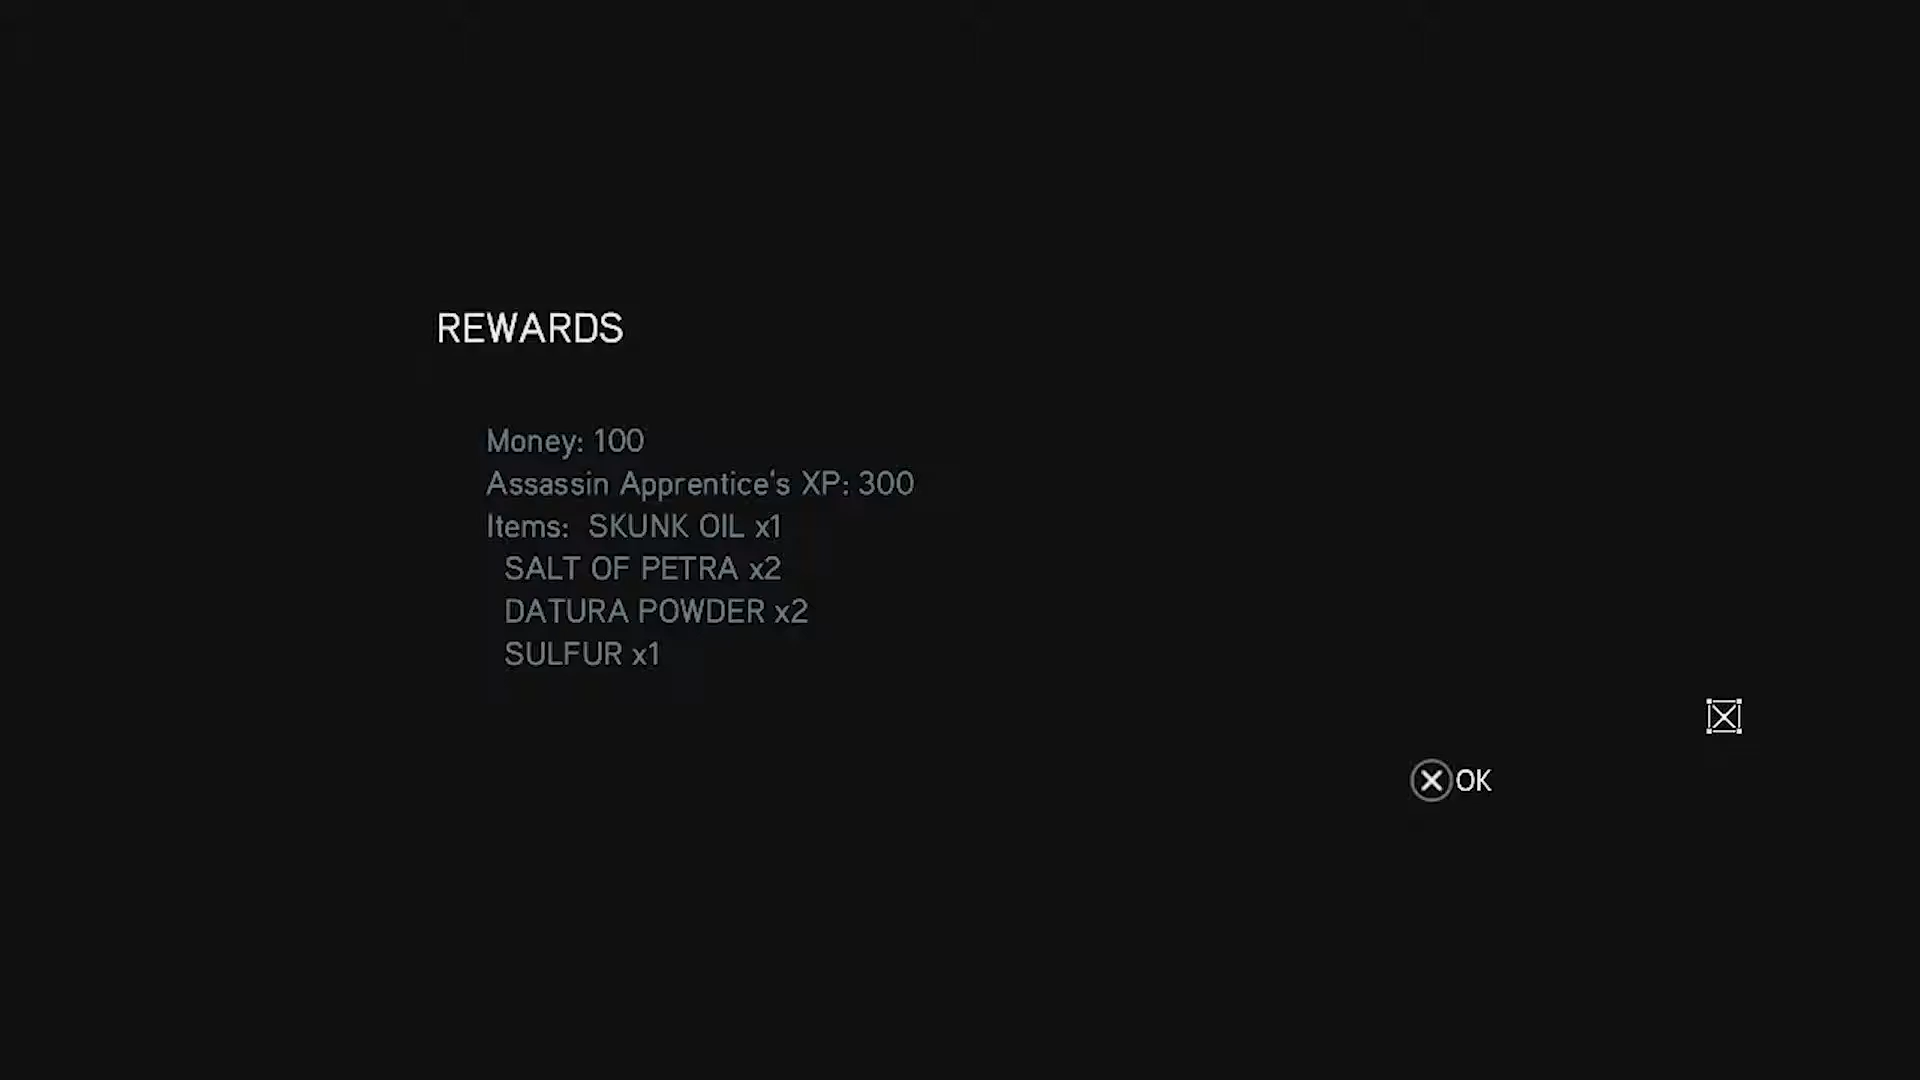 REWARDS
Money: 100
Assassin Apprentice's XP: 300
Items: SKUNK OIL x1
SALT OF PETRA x2
DATURA POWDER x2
SULFUR x1
OK